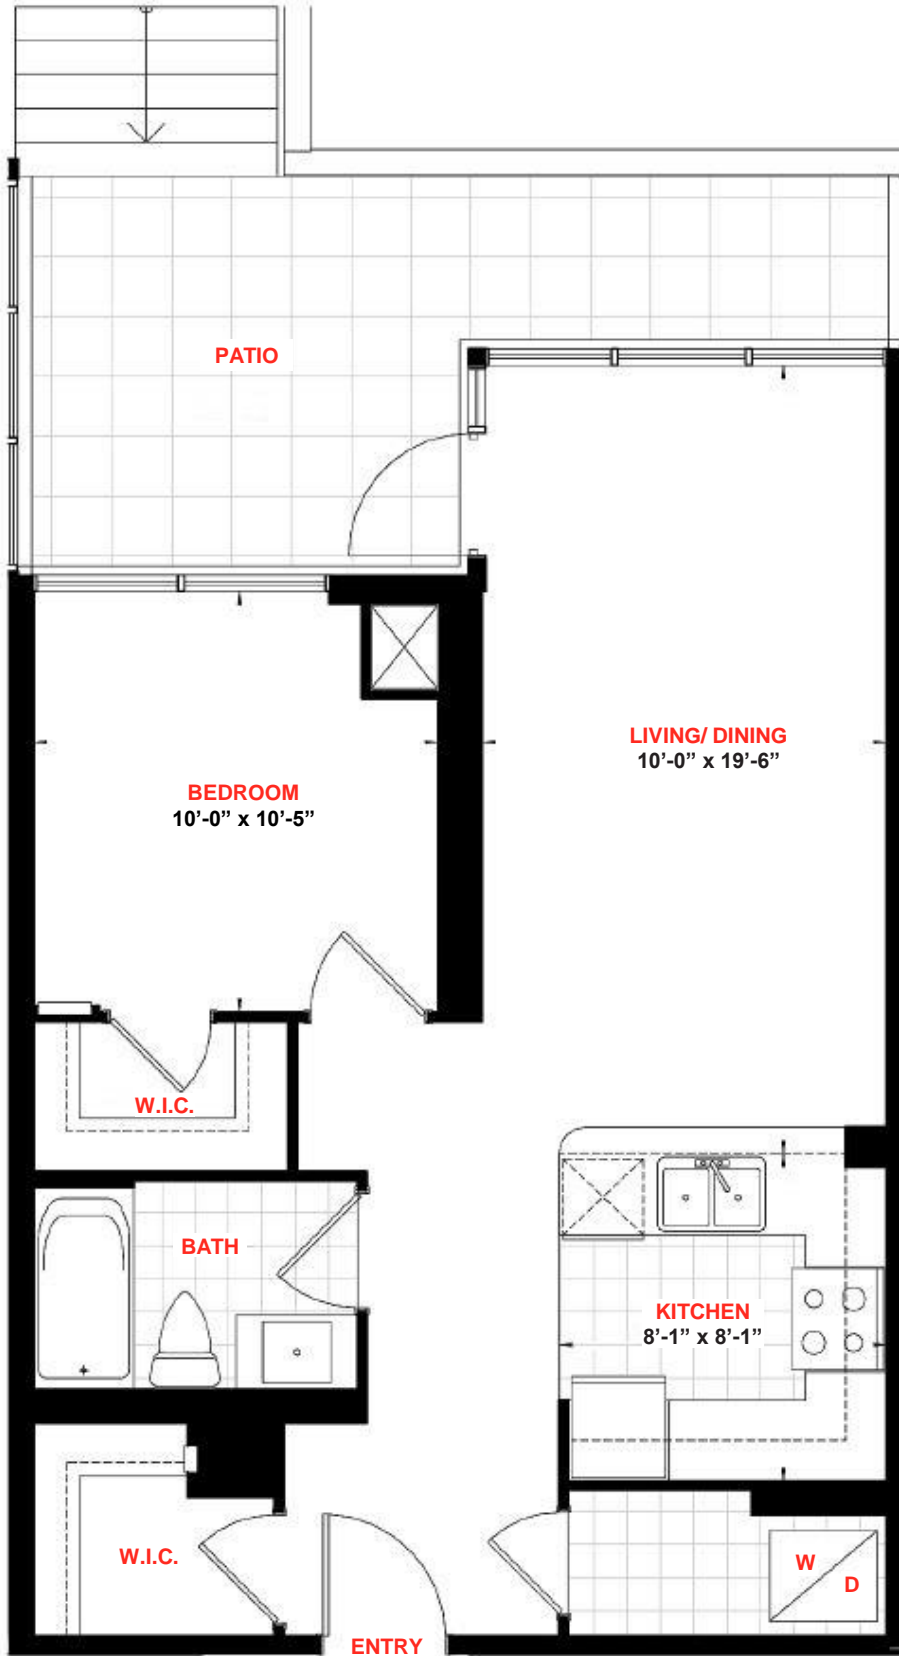 PATIO
LIVING/ DINING
10’-0” x 19’-6”
BEDROOM
10’-0” x 10’-5”
W.I.C.
BATH
KITCHEN
8’-1” x 8’-1”
W.I.C.
W
D
ENTRY